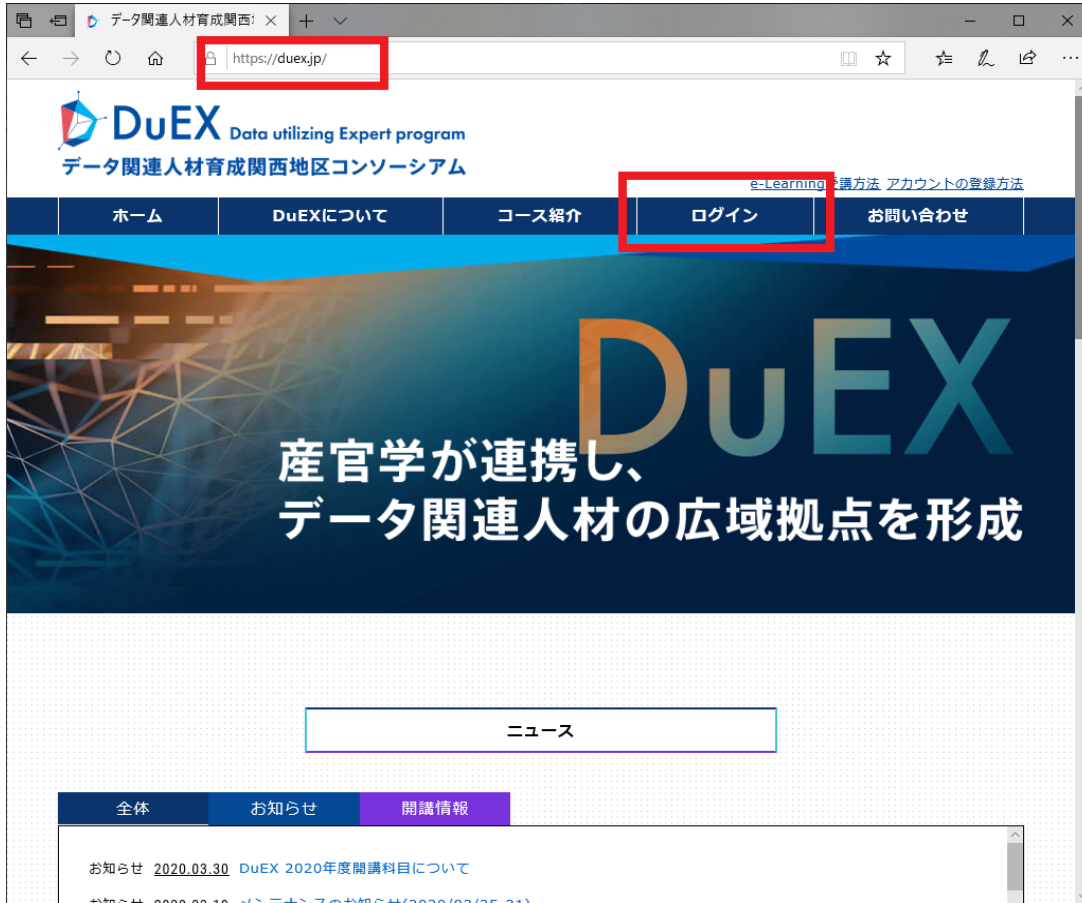 データ関連人材育成関西
https://duex.jp/
DuEX Data utilizing Expert program
データ関連人材育成関西地区コンソーシアム
e-Learning受講方法 アカウントの登録方法
ホーム DuEXについて コース紹介 ログイン お問い合わせ
DuEX
産官学が連携し、
データ関連人材の広域拠点を形成
ニュース
全体 お知らせ 開講情報
お知らせ 2020.03.30 DuEX 2020年度開講科目について